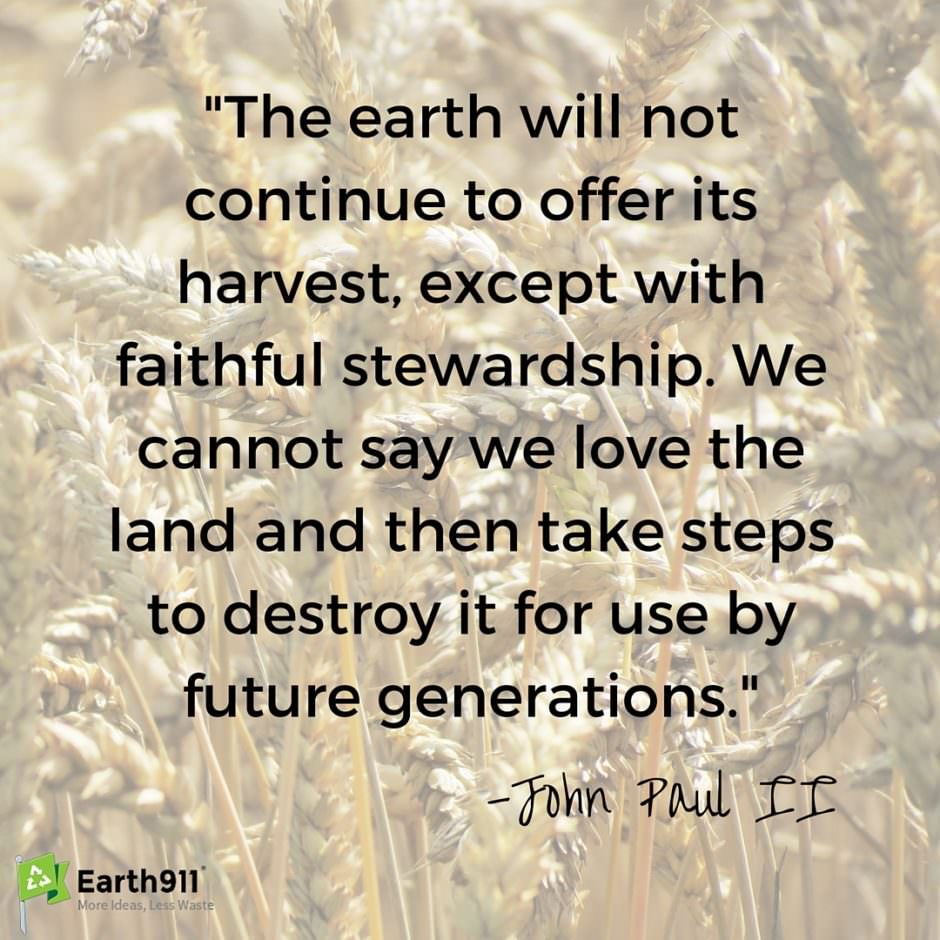 "The earth will not
continue to offer its
harvest, except with
faithful stewardship. We
cannot say we love the
land and then take steps
to destroy it for use by
future generations."
-John Paul II
Earth911®
More Ideas, Less Waste